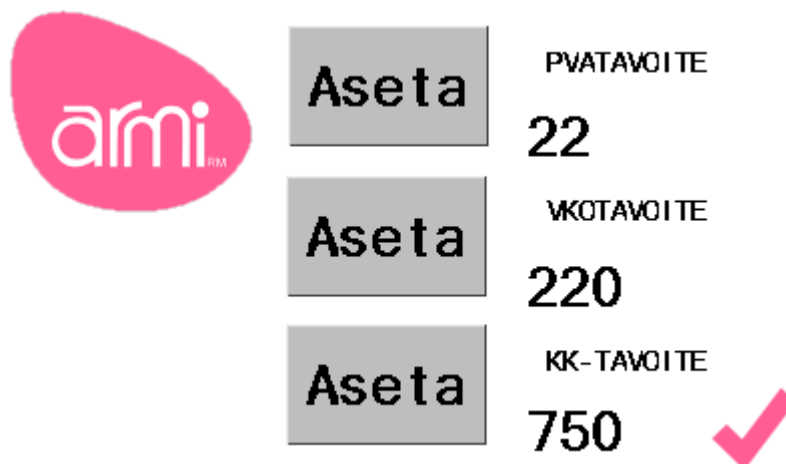 armi RM
Aseta
PVATAVOITE
22
Aseta
VKOTAVOITE
220
Aseta
KK-TAVOITE
750